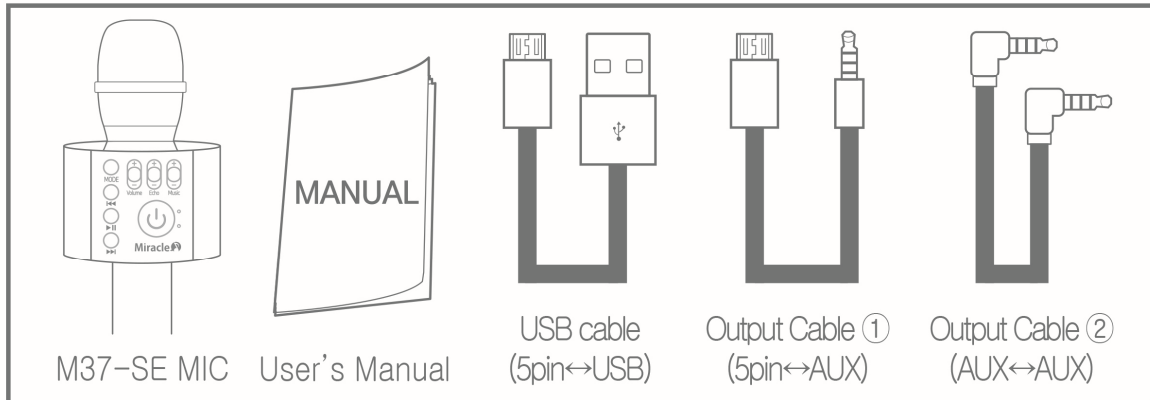 MODE
Volume Echo Music
Miracle
MANUAL
M37-SE MIC
User's Manual
USB cable
(5pin↔USB)
Output Cable ①
(5pin↔AUX)
Output Cable ②
(AUX↔AUX)